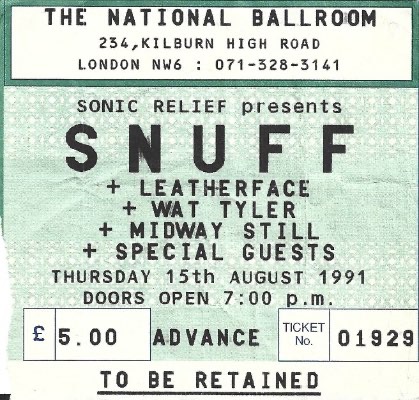 THE NATIONAL BALLROOM
234,KILBURN HIGH ROAD
LONDON NW6 : 071-328-3141
SONIC RELIEF presents
SNUFF
+ LEATHERFACE
+ WAT TYLER
+ MIDWAY STILL
+ SPECIAL GUESTS
THURSDAY 15th AUGUST 1991
DOORS OPEN 7:00 p.m.
£ 5.00 ADVANCE TICKET No. 01929
TO BE RETAINED